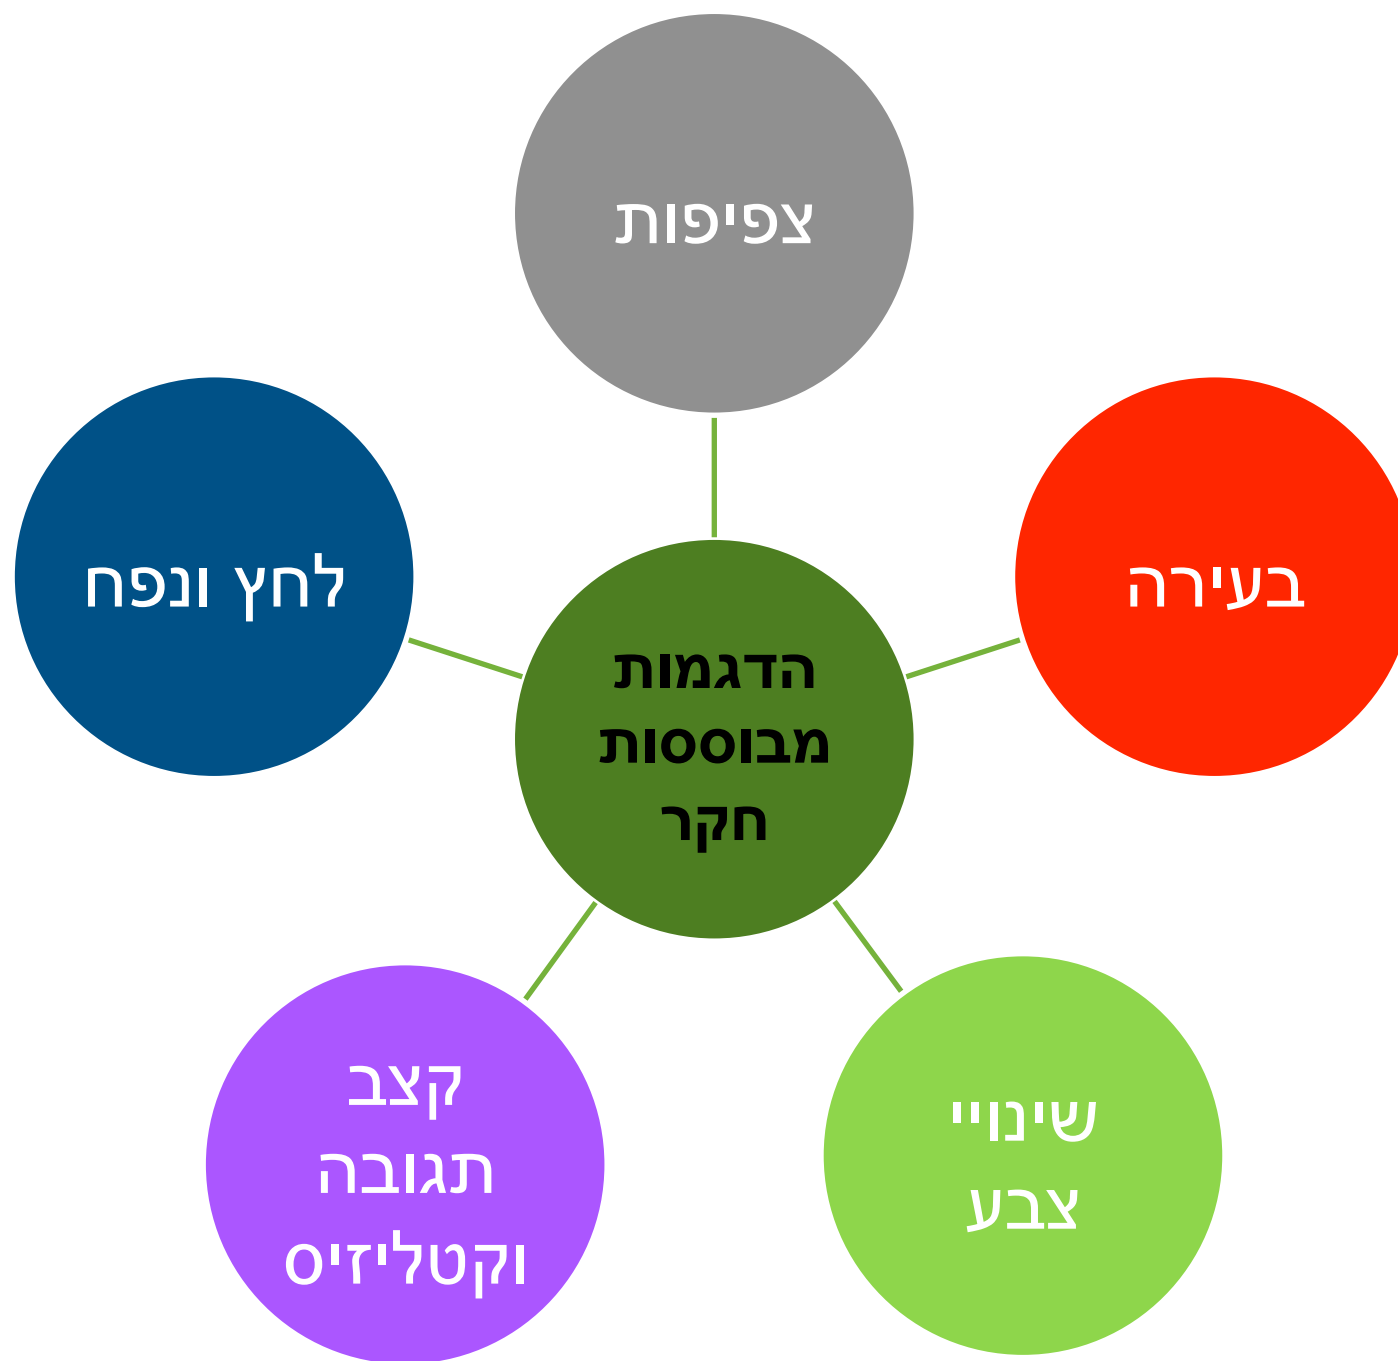 צפיפות
בעירה
לחץ ונפח
הדגמות
מבוססות
חקר
שינויי
צבע
קצב
תגובה
וקטליזיס